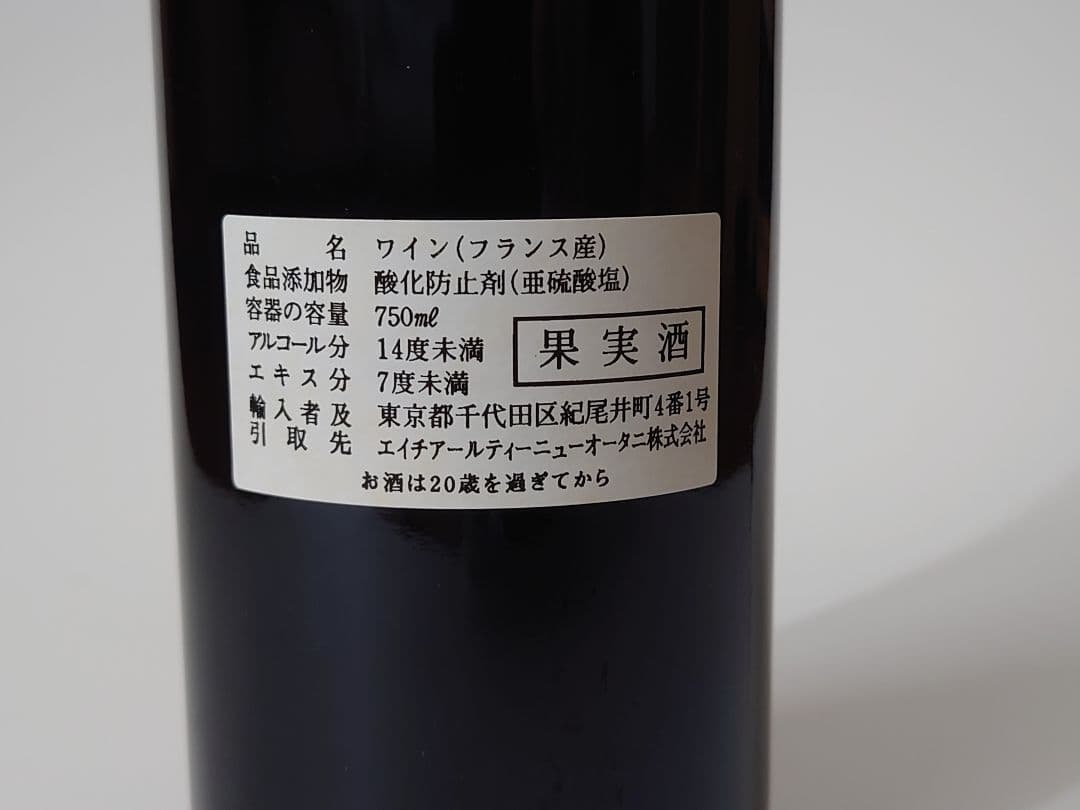 品名 ワイン(フランス産)
食品添加物 酸化防止剤(亜硫酸塩)
容器の容量 750mℓ
アルコール分 14度未満
エキス分 7度未満
果実酒
輸入者及 東京都千代田区紀尾井町4番1号
引取先 エイチアールティーニューオータニ株式会社
お酒は20歳を過ぎてから